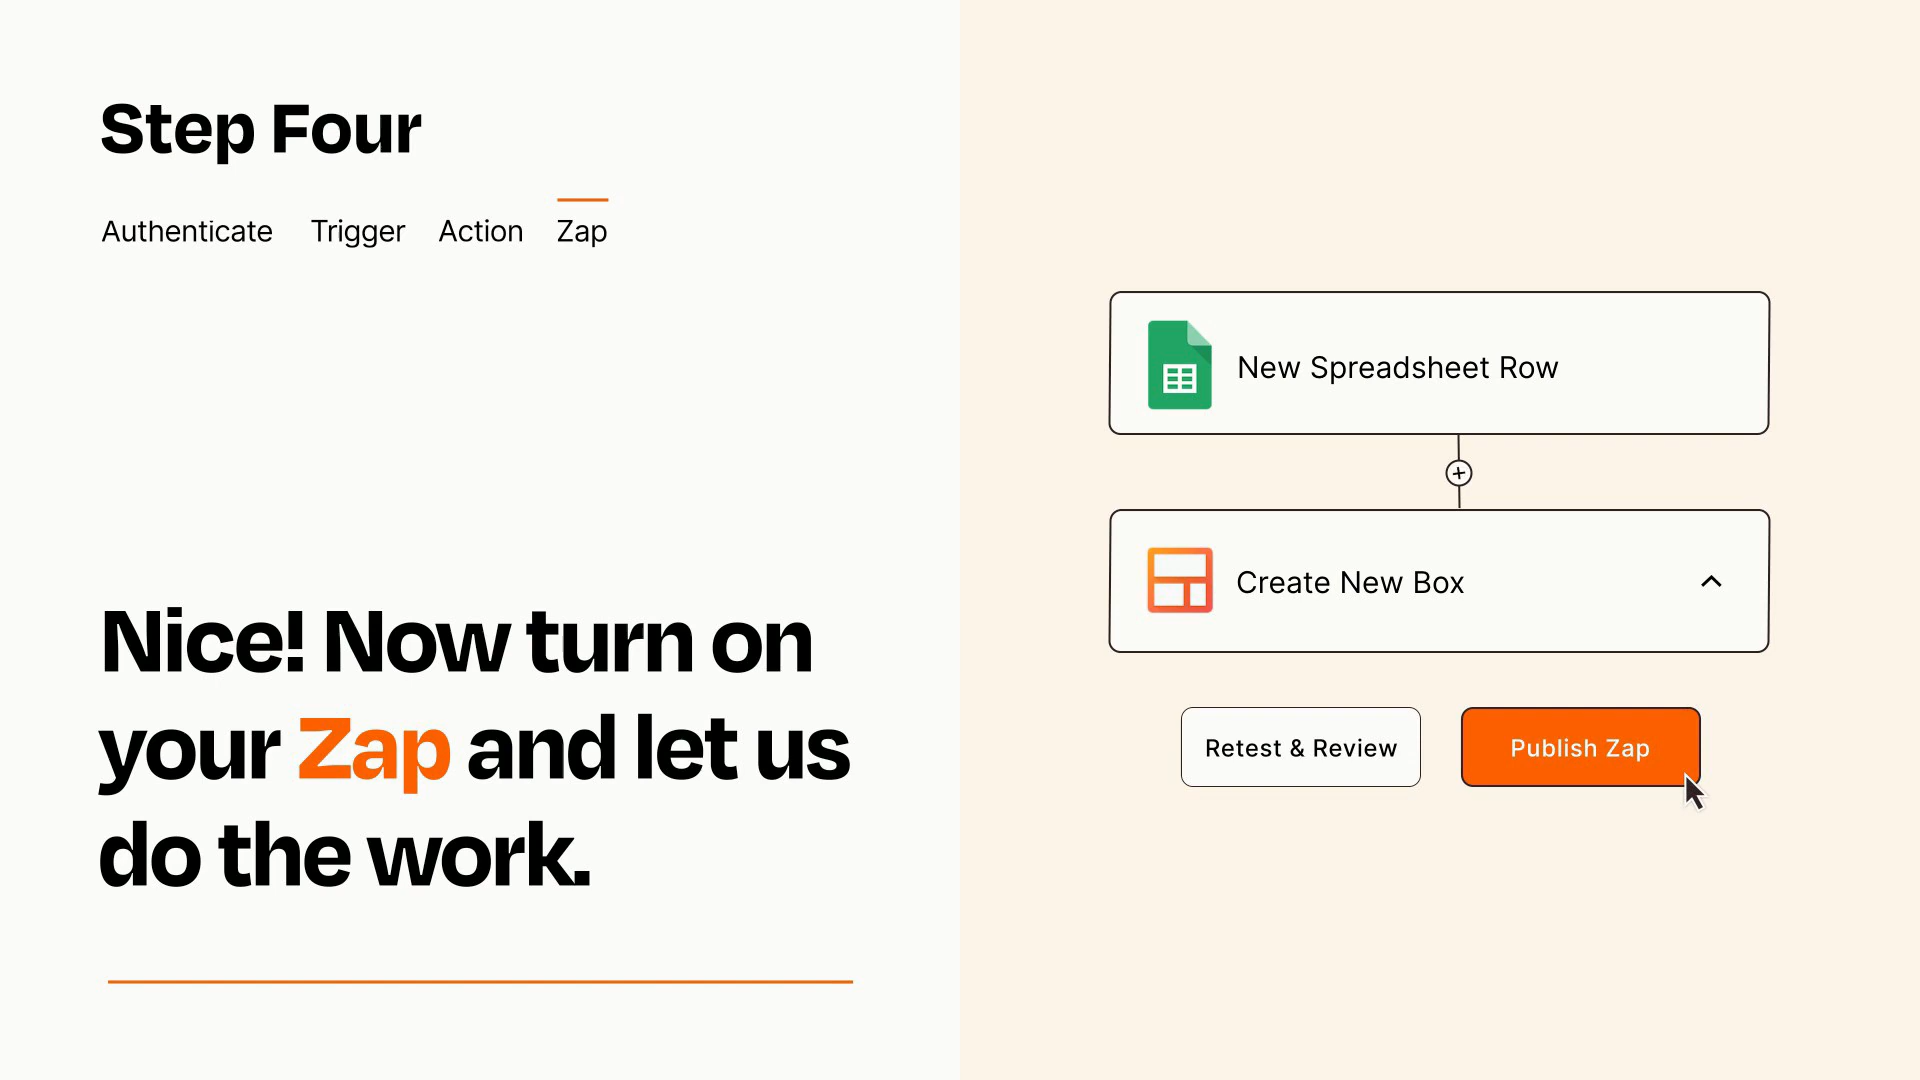 Step Four
Authenticate Trigger Action Zap
Nice! Now turn on
your Zap and let us
do the work.
New Spreadsheet Row
Create New Box
Retest & Review
Publish Zap